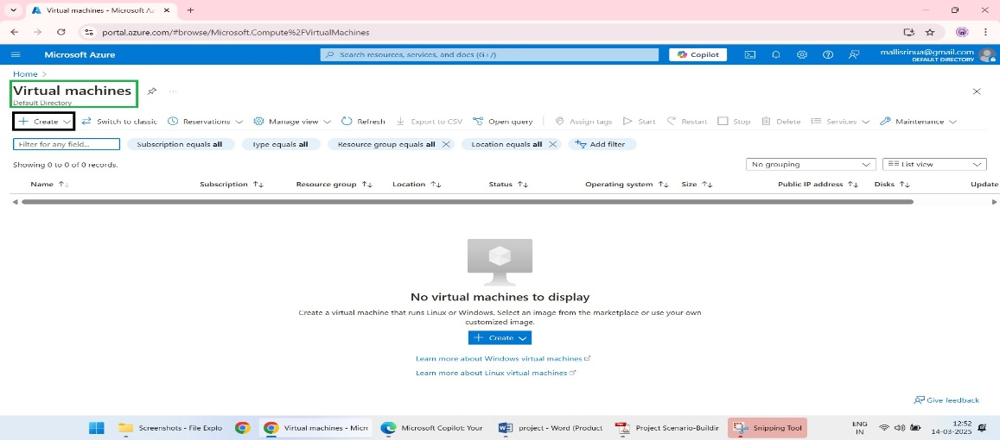 Virtual machines - Microsoft Az
portal.azure.com/#browse/Microsoft.Compute%2FVirtualMachines
Microsoft Azure
Search resources, services, and docs (G+/)
Copilot
mallisrinua@gmail.com
DEFAULT DIRECTORY
Home >
Virtual machines
Default Directory
Create
Switch to classic
Reservations
Manage view
Refresh
Export to CSV
Open query
Assign tags
Start
Restart
Stop
Delete
Services
Maintenance
Filter for any field...
Subscription equals all
Type equals all
Resource group equals all
Location equals all
Add filter
Showing 0 to 0 of 0 records.
No grouping
List view
Name
Subscription
Resource group
Location
Status
Operating system
Size
Public IP address
Disks
Update
No virtual machines to display
Create a virtual machine that runs Linux or Windows. Select an image from the marketplace or use your own
customized image.
Create
Learn more about Windows virtual machines
Learn more about Linux virtual machines
Give feedback
Screenshots - File Explo
Virtual machines - Micr
Microsoft Copilot: Your
project - Word (Product
Project Scenario-Buildir
Snipping Tool
ENG
IN
12:52
14-03-2025